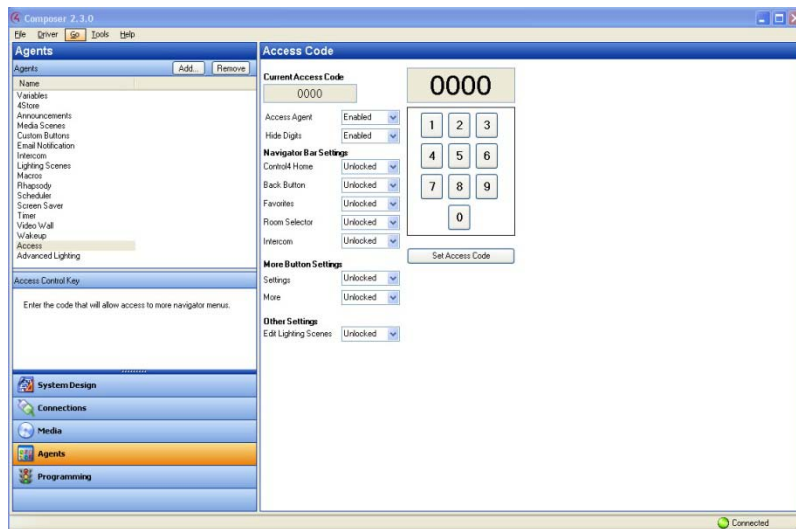 Composer 2.3.0
File Driver Go Tools Help
Agents
Agents Add... Remove
Name
Variables
4Store
Announcements
Media Scenes
Custom Buttons
Email Notification
Intercom
Lighting Scenes
Macros
Rhapsody
Scheduler
Screen Saver
Timer
Video Wall
Wakeup
Access
Advanced Lighting
Access Control Key
Enter the code that will allow access to more navigator menus.
System Design
Connections
Media
Agents
Programming
Access Code
Current Access Code
0000
Access Agent Enabled
Hide Digits Enabled
Navigator Bar Settings
Control4 Home Unlocked
Back Button Unlocked
Favorites Unlocked
Room Selector Unlocked
Intercom Unlocked
More Button Settings
Settings Unlocked
More Unlocked
Other Settings
Edit Lighting Scenes Unlocked
0000
1 2 3
4 5 6
7 8 9
0
Set Access Code
Connected